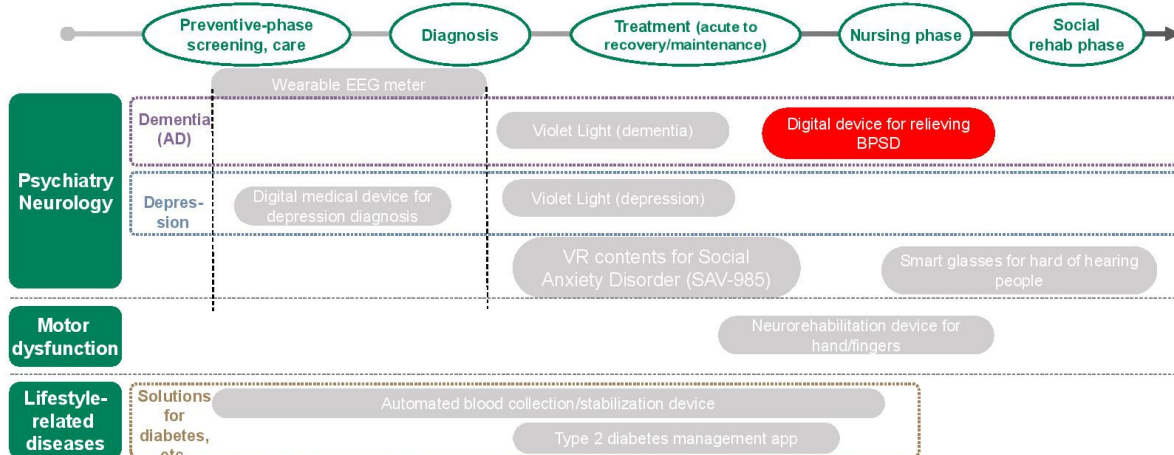 Preventive-phase
screening, care
Diagnosis
Treatment (acute to
recovery/maintenance)
Nursing phase
Social
rehab phase
Wearable EEG meter
Psychiatry
Neurology
Dementia
(AD)
Violet Light (dementia)
Digital device for relieving
BPSD
Depres-
sion
Digital medical device for
depression diagnosis
Violet Light (depression)
VR contents for Social
Anxiety Disorder (SAV-985)
Smart glasses for hard of hearing
people
Motor
dysfunction
Neurorehabilitation device for
hand/fingers
Lifestyle-
related
diseases
Solutions
for
diabetes,
etc
Automated blood collection/stabilization device
Type 2 diabetes management app